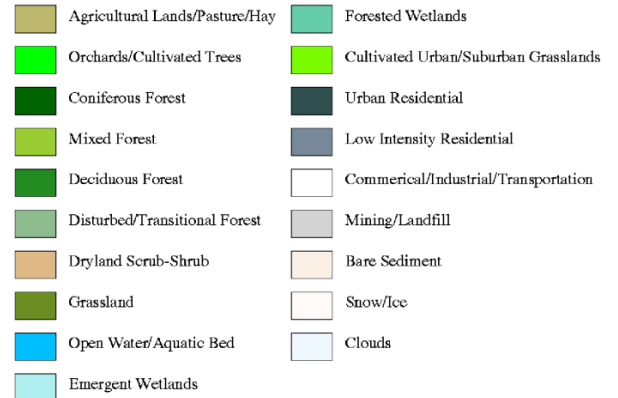 Agricultural Lands/Pasture/Hay
Orchards/Cultivated Trees
Coniferous Forest
Mixed Forest
Deciduous Forest
Disturbed/Transitional Forest
Dryland Scrub-Shrub
Grassland
Open Water/Aquatic Bed
Emergent Wetlands
Forested Wetlands
Cultivated Urban/Suburban Grasslands
Urban Residential
Low Intensity Residential
Commerical/Industrial/Transportation
Mining/Landfill
Bare Sediment
Snow/Ice
Clouds